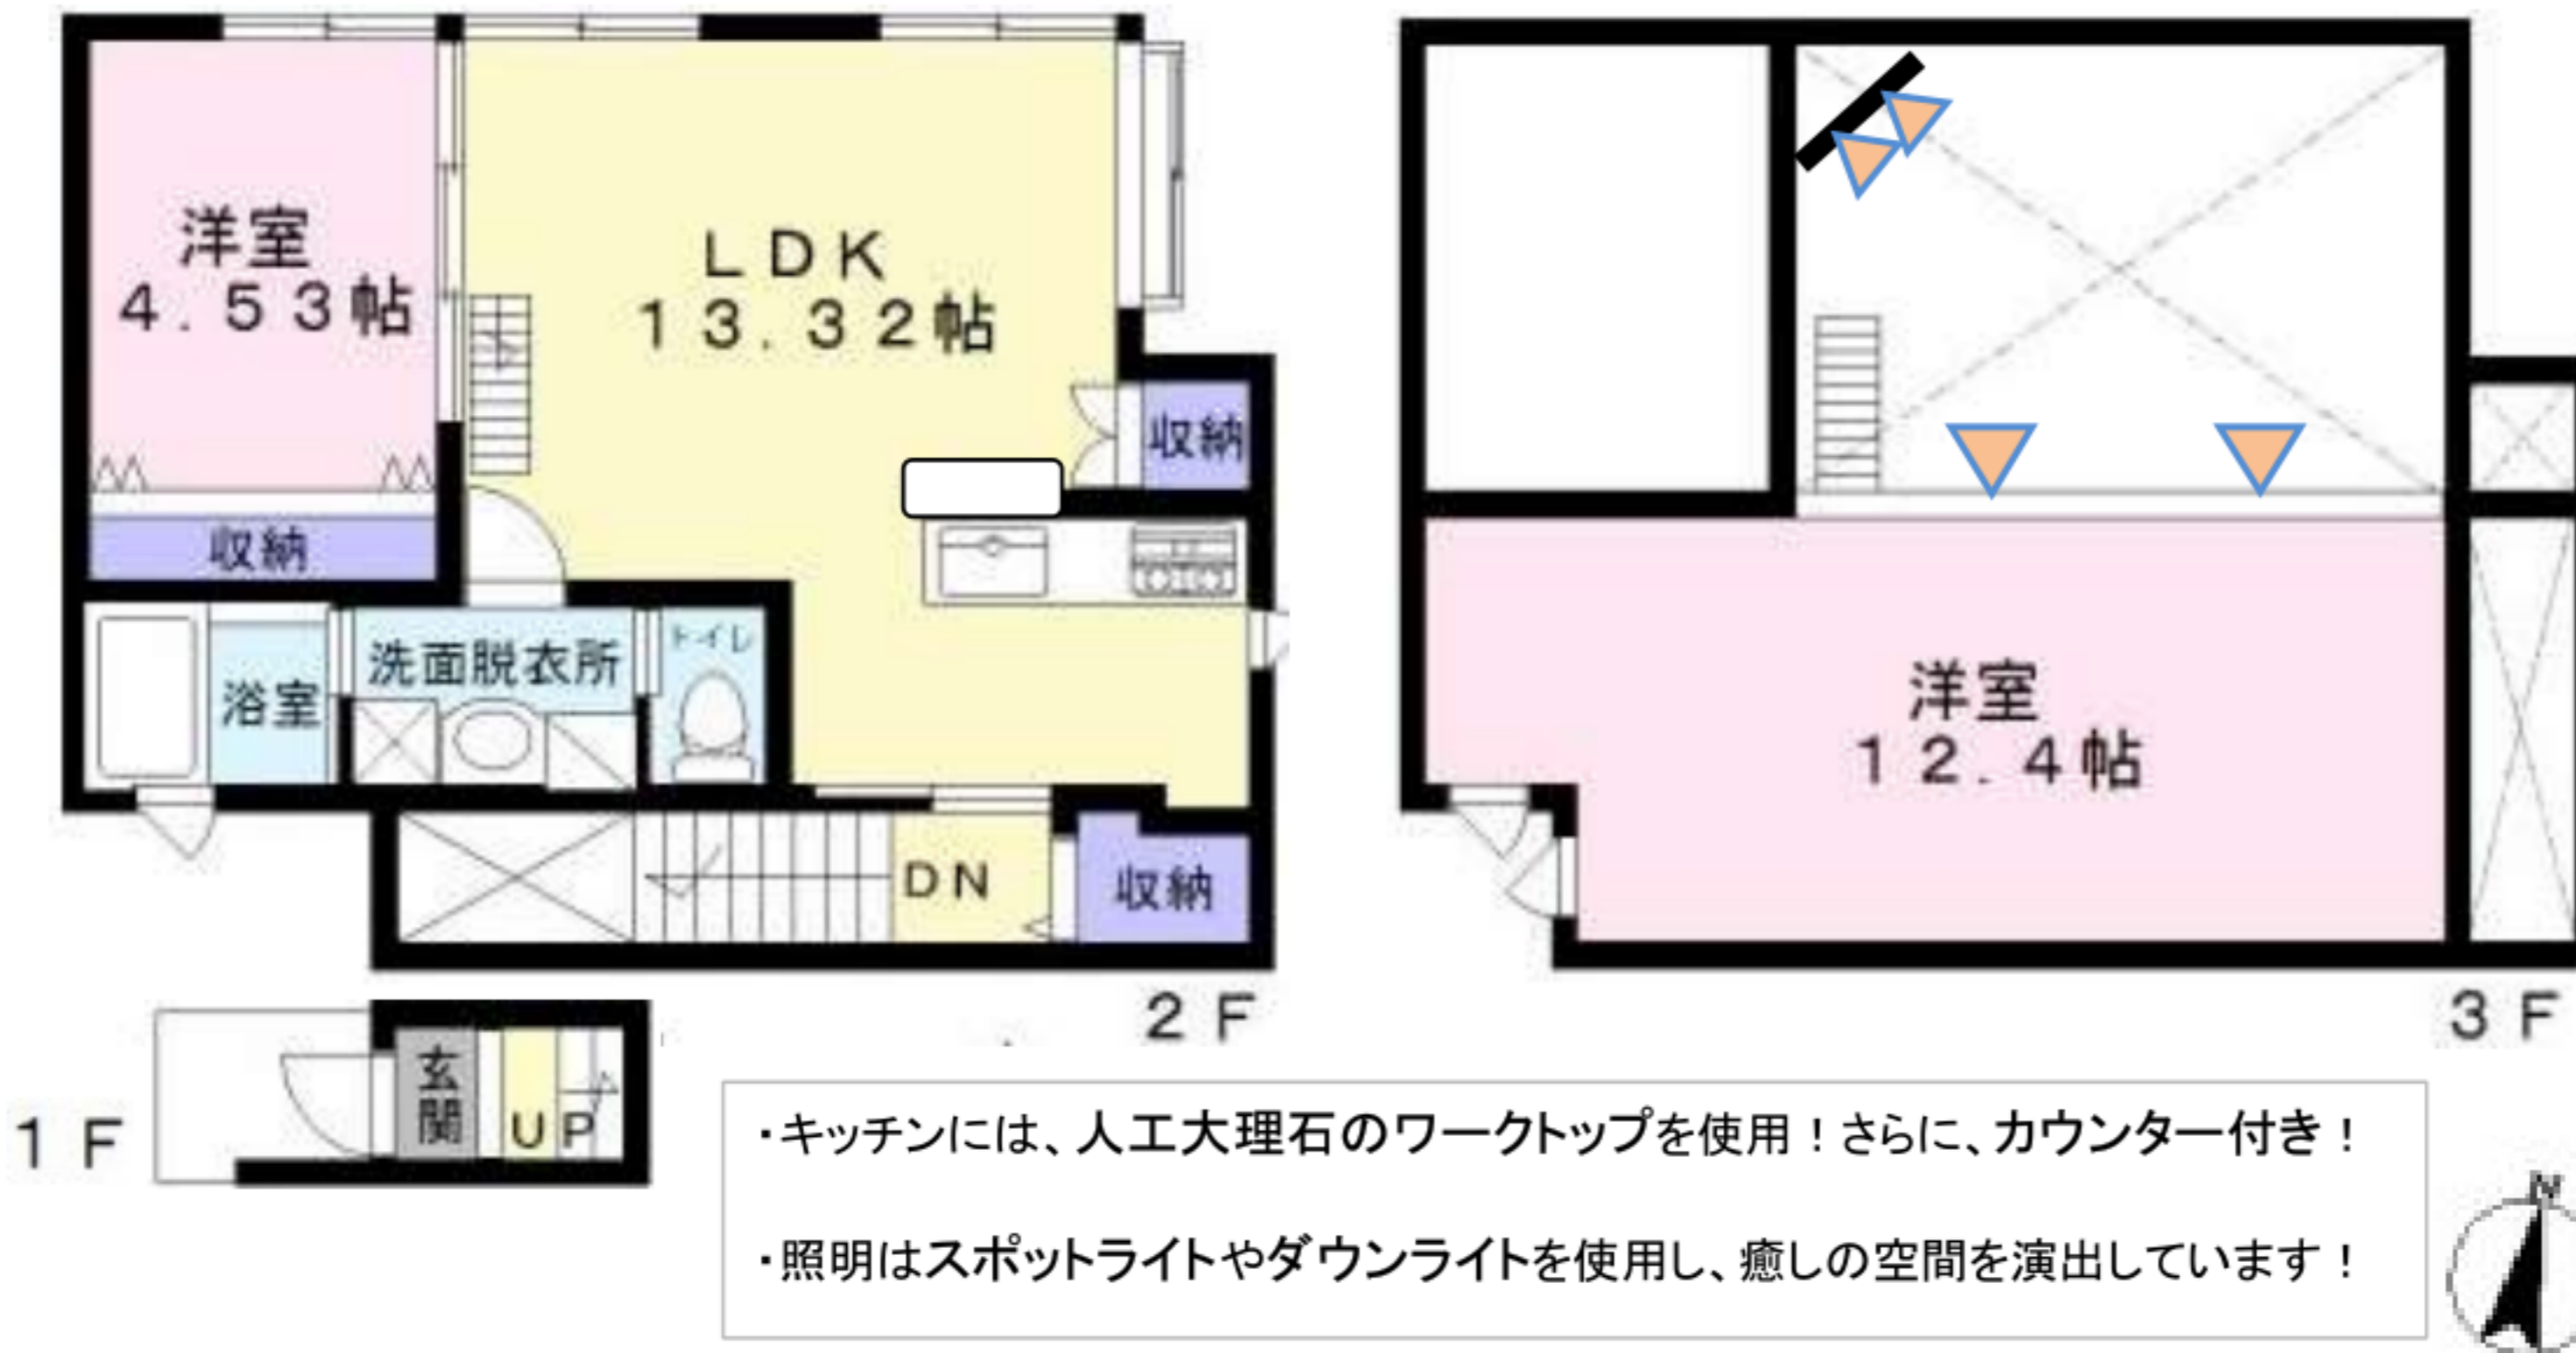 洋室
4.53帖
LDK
13.32帖
収納
収納
浴室
洗面脱衣所
トイレ
DN
収納
2F
洋室
12.4帖
3F
1F
玄関
UP
・キッチンには、人工大理石のワークトップを使用！さらに、カウンター付き！
・照明はスポットライトやダウンライトを使用し、癒しの空間を演出しています！
N